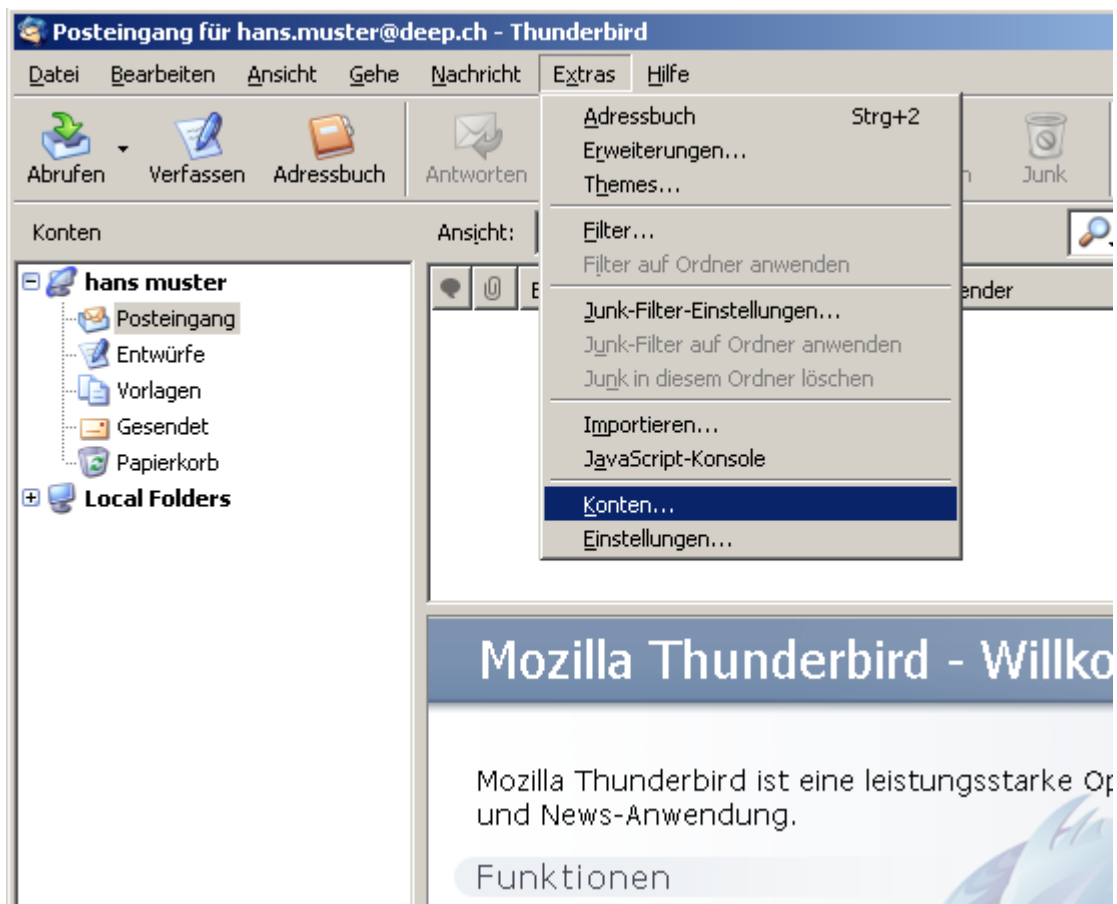 Posteingang für hans.muster@deep.ch - Thunderbird
Datei Bearbeiten Ansicht Gehe Nachricht Extras Hilfe
Abrufen Verfassen Adressbuch Antworten Junk
Adressbuch Strg+2
Erweiterungen...
Themes...
Filter...
Filter auf Ordner anwenden
Junk-Filter-Einstellungen...
Junk-Filter auf Ordner anwenden
Junk in diesem Ordner löschen
Importieren...
JavaScript-Konsole
Konten...
Einstellungen...
Konten
Ansicht:
hans muster
Posteingang
Entwürfe
Vorlagen
Gesendet
Papierkorb
Local Folders
Mozilla Thunderbird - Willko
Mozilla Thunderbird ist eine leistungsstarke Op
und News-Anwendung.
Funktionen